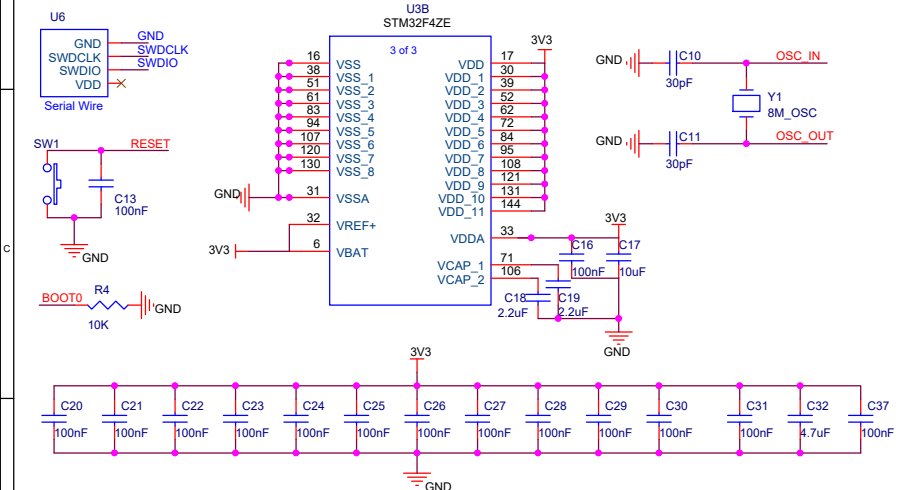 U6
GND
SWDCLK
SWDIO
VDD
GND
SWDCLK
SWDIO
Serial Wire
SW1
RESET
C13
100nF
GND
BOOT0
R4
10K
GND
C
U3B
STM32F4ZE
3 of 3
16 VSS
38 VSS_1
51 VSS_2
61 VSS_3
83 VSS_4
94 VSS_5
107 VSS_6
120 VSS_7
130 VSS_8
GND
31 VSSA
32 VREF+
3V3
6 VBAT
3V3
VDD 17
VDD_1 30
VDD_2 39
VDD_3 52
VDD_4 62
VDD_5 72
VDD_6 84
VDD_7 95
VDD_8 108
VDD_9 121
VDD_10 131
VDD_11 144
VDDA 33
VCAP_1 71
VCAP_2 106
3V3
C16
100nF
C17
10uF
C18
2.2uF
C19
2.2uF
GND
GND
C10
30pF
OSC_IN
Y1
8M_OSC
GND
C11
30pF
OSC_OUT
3V3
C20
100nF
C21
100nF
C22
100nF
C23
100nF
C24
100nF
C25
100nF
C26
100nF
C27
100nF
C28
100nF
C29
100nF
C30
100nF
C31
100nF
C32
4.7uF
C37
100nF
GND